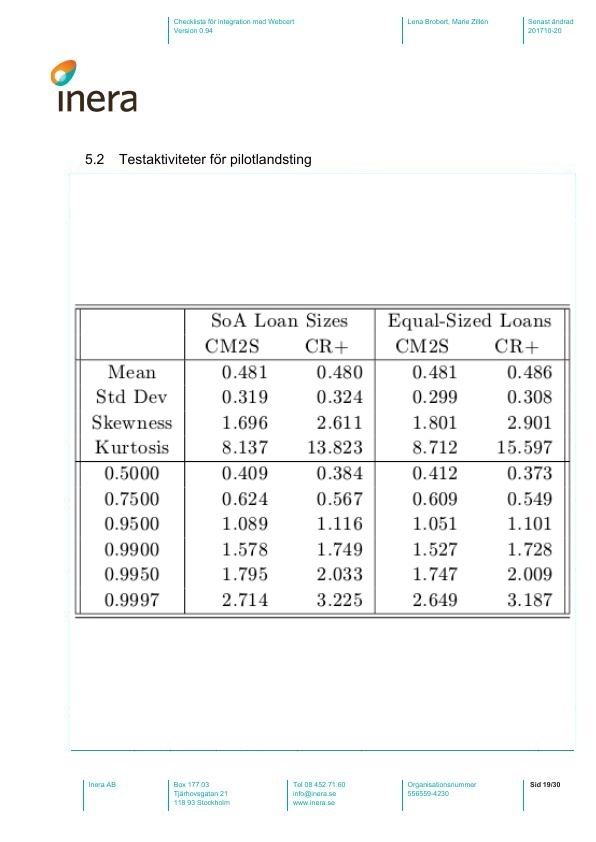 Checklista för integration med Webcert
Version 0.94
Lena Brobert, Marie Zillén
Senast ändrad
201710-20
inera
5.2 Testaktiviteter för pilotlandsting
SoA Loan Sizes Equal-Sized Loans
CM2S CR+ CM2S CR+
Mean 0.481 0.480 0.481 0.486
Std Dev 0.319 0.324 0.299 0.308
Skewness 1.696 2.611 1.801 2.901
Kurtosis 8.137 13.823 8.712 15.597
0.5000 0.409 0.384 0.412 0.373
0.7500 0.624 0.567 0.609 0.549
0.9500 1.089 1.116 1.051 1.101
0.9900 1.578 1.749 1.527 1.728
0.9950 1.795 2.033 1.747 2.009
0.9997 2.714 3.225 2.649 3.187
Inera AB
Box 177 03
Tjärhovsgatan 21
118 93 Stockholm
Tel 08 452 71 60
info@inera.se
www.inera.se
Organisationsnummer
556559-4230
Sid 19/30